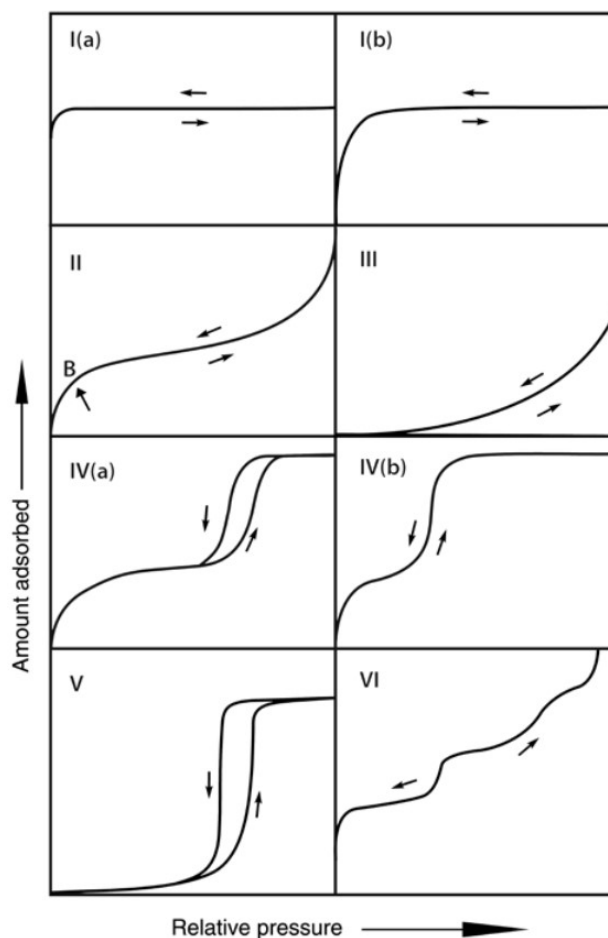 I(a)
I(b)
II
III
B
IV(a)
IV(b)
V
VI
Amount adsorbed
Relative pressure